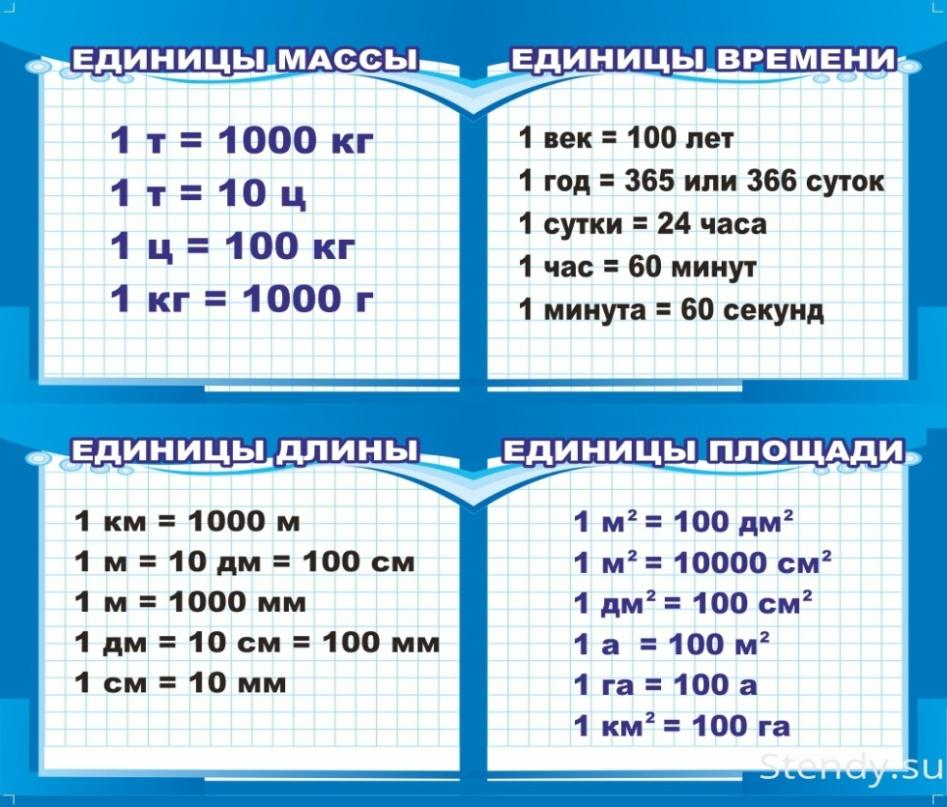 ЕДИНИЦЫ МАССЫ
1 т = 1000 кг
1 т = 10 ц
1 ц = 100 кг
1 кг = 1000 г
ЕДИНИЦЫ ВРЕМЕНИ
1 век = 100 лет
1 год = 365 или 366 суток
1 сутки = 24 часа
1 час = 60 минут
1 минута = 60 секунд
ЕДИНИЦЫ ДЛИНЫ
1 км = 1000 м
1 м = 10 дм = 100 см
1 м = 1000 мм
1 дм = 10 см = 100 мм
1 см = 10 мм
ЕДИНИЦЫ ПЛОЩАДИ
1 м² = 100 дм²
1 м² = 10000 см²
1 дм² = 100 см²
1 а = 100 м²
1 га = 100 а
1 км² = 100 га
Stendy.su